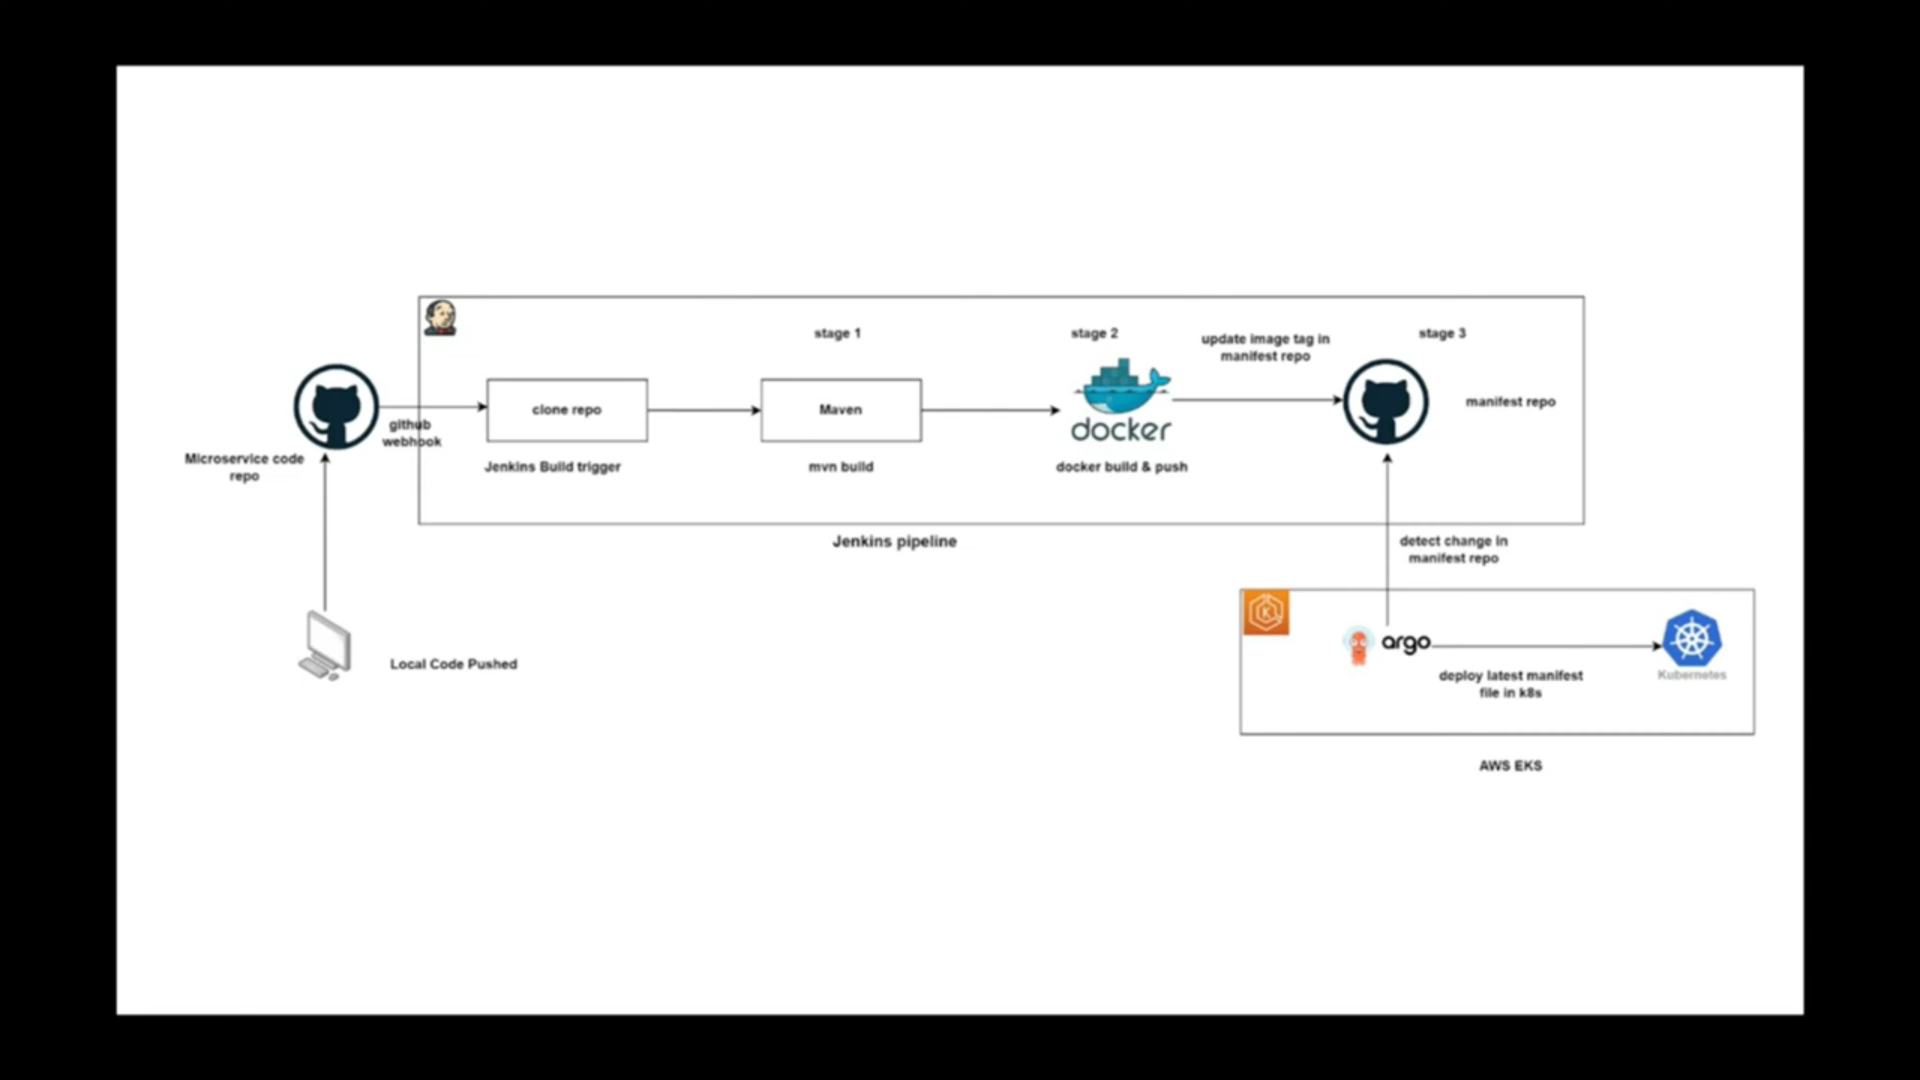 stage 1
stage 2
update image tag in
manifest repo
stage 3
clone repo
Maven
docker
manifest repo
github
webhook
Microservice code
repo
Jenkins Build trigger
mvn build
docker build & push
Jenkins pipeline
detect change in
manifest repo
K
argo
Local Code Pushed
deploy latest manifest
file in k8s
Kubernetes
AWS EKS